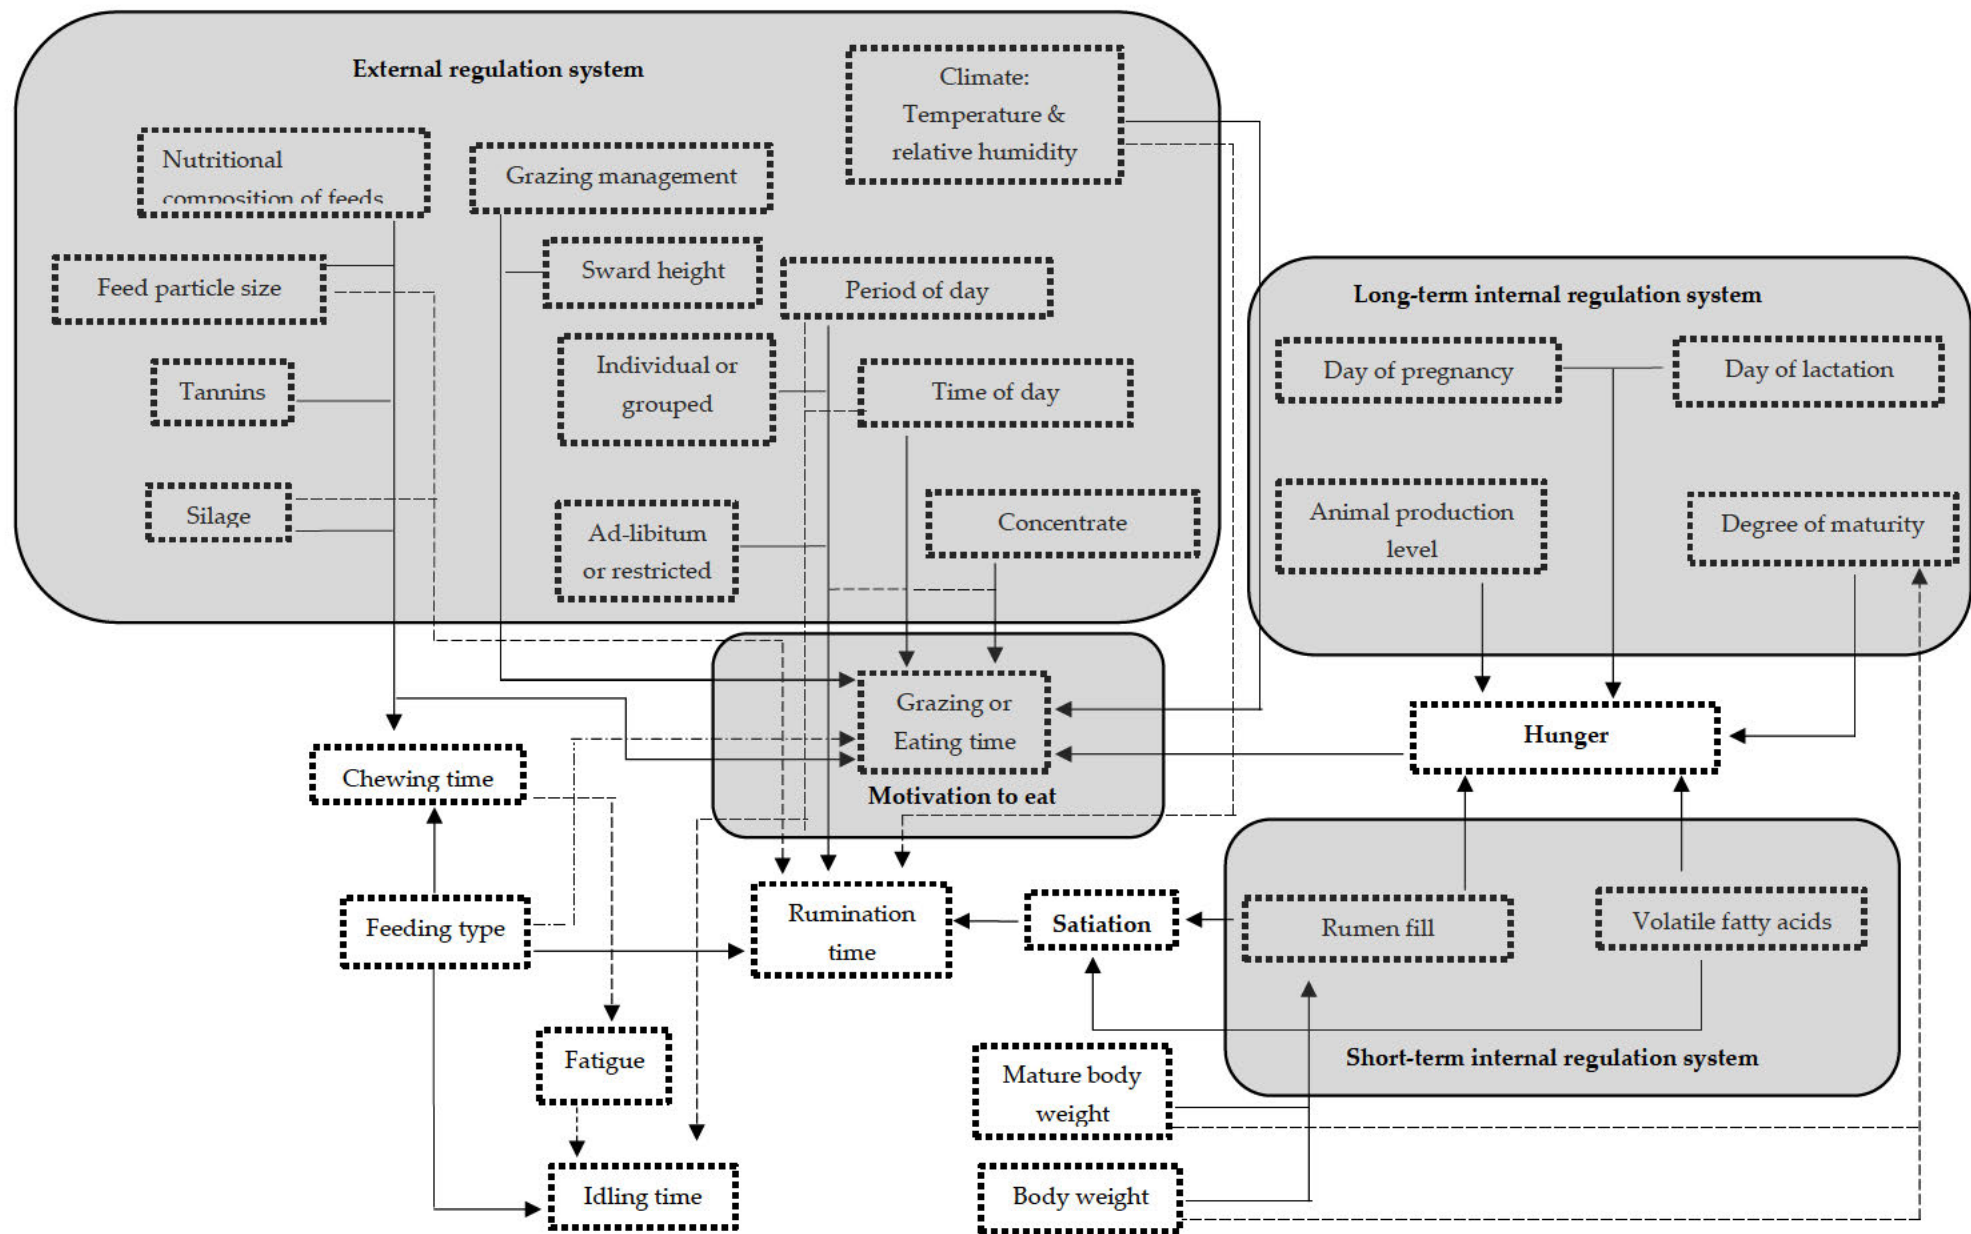 External regulation system
Climate:
Temperature &
relative humidity
Nutritional
composition of feeds
Grazing management
Sward height
Feed particle size
Period of day
Long-term internal regulation system
Individual or
grouped
Time of day
Tannins
Day of pregnancy
Day of lactation
Silage
Ad-libitum
or restricted
Concentrate
Animal production
level
Degree of maturity
Grazing or
Eating time
Motivation to eat
Hunger
Chewing time
Feeding type
Rumination
time
Satiation
Rumen fill
Volatile fatty acids
Short-term internal regulation system
Fatigue
Mature body
weight
Idling time
Body weight